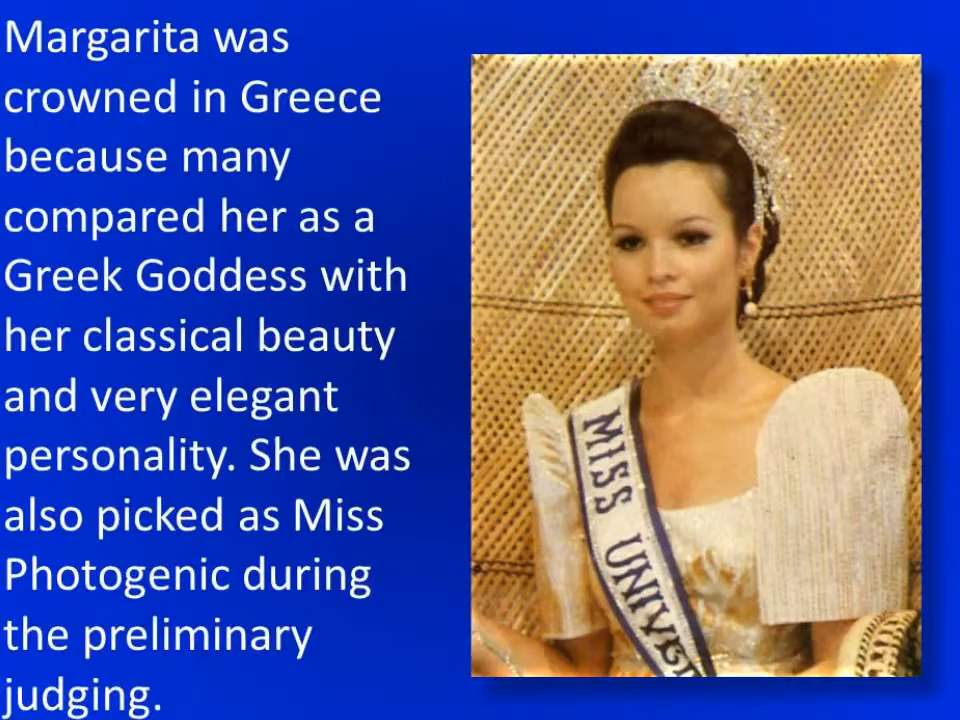 Margarita was
crowned in Greece
because many
compared her as a
Greek Goddess with
her classical beauty
and very elegant
personality. She was
also picked as Miss
Photogenic during
the preliminary
judging.
MISS UNIVER